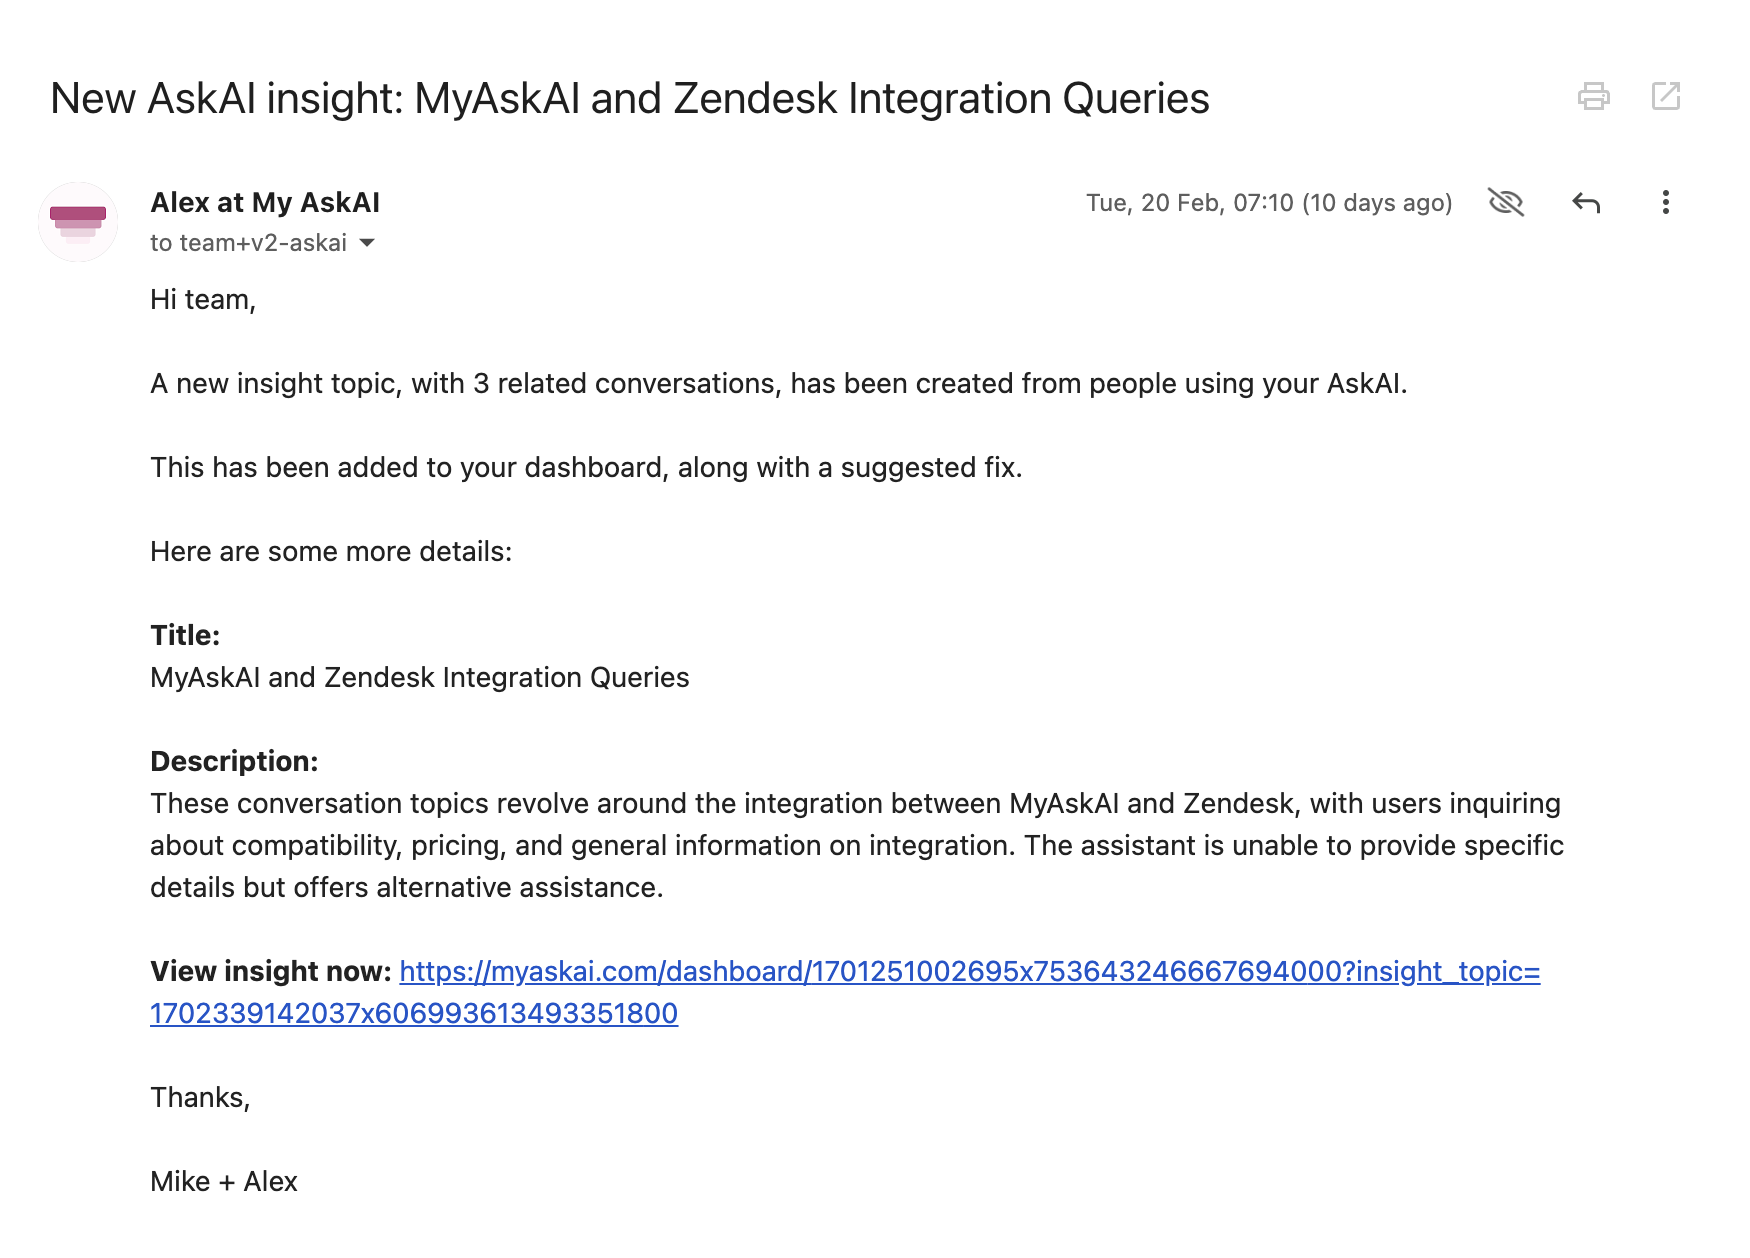 New AskAI insight: MyAskAI and Zendesk Integration Queries
Alex at My AskAI
Tue, 20 Feb, 07:10 (10 days ago)
to team+v2-askai
Hi team,
A new insight topic, with 3 related conversations, has been created from people using your AskAI.
This has been added to your dashboard, along with a suggested fix.
Here are some more details:
Title:
MyAskAI and Zendesk Integration Queries
Description:
These conversation topics revolve around the integration between MyAskAI and Zendesk, with users inquiring
about compatibility, pricing, and general information on integration. The assistant is unable to provide specific
details but offers alternative assistance.
View insight now: https://myaskai.com/dashboard/1701251002695x753643246667694000?insight_topic=
1702339142037x606993613493351800
Thanks,
Mike + Alex